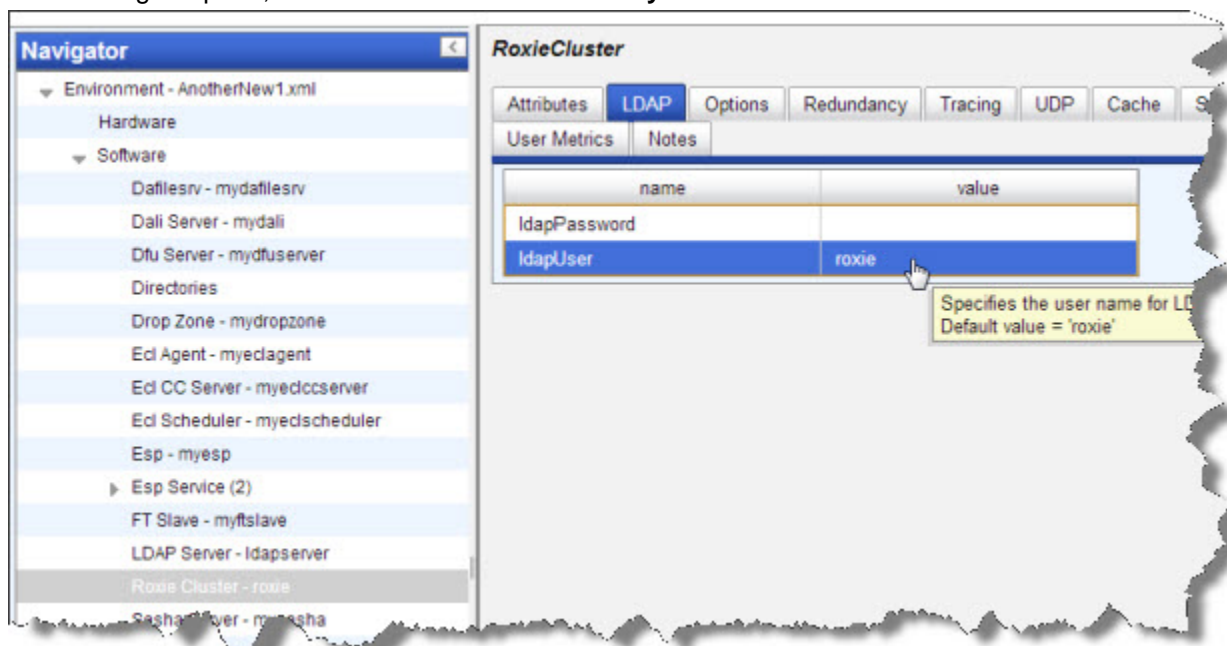 Navigator
Environment - AnotherNew1.xml
Hardware
Software
Dafilesrv - mydafilesrv
Dali Server - mydali
Dfu Server - mydfuserver
Directories
Drop Zone - mydropzone
Ecl Agent - myeclagent
Ecl CC Server - myeclccserver
Ecl Scheduler - myeclscheduler
Esp - myesp
Esp Service (2)
FT Slave - myftslave
LDAP Server - ldapserver
Roxie Cluster - roxie
RoxieCluster
Attributes LDAP Options Redundancy Tracing UDP Cache
User Metrics Notes
name value
ldapPassword
ldapUser roxie
Specifies the user name for
Default value = 'roxie'